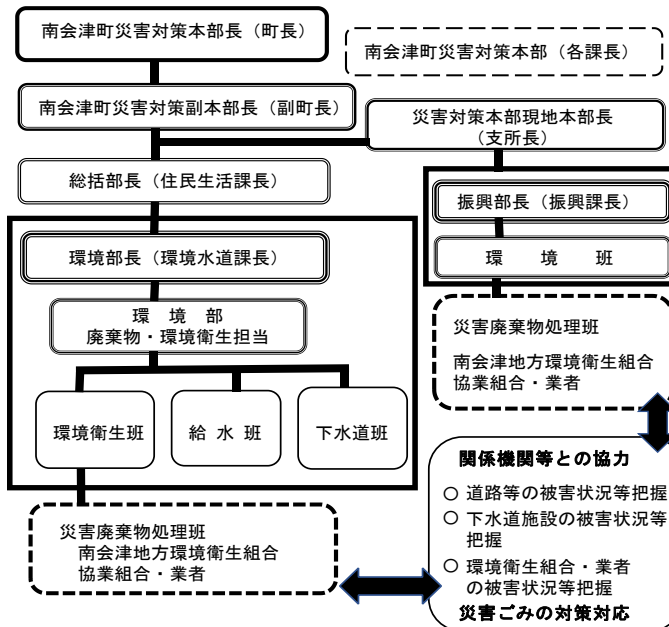 南会津町災害対策本部長（町長）
南会津町災害対策本部（各課長）
南会津町災害対策副本部長（副町長）
災害対策本部現地本部長
（支所長）
総括部長（住民生活課長）
振興部長（振興課長）
環境班
環境部長（環境水道課長）
環境部
廃棄物・環境衛生担当
環境衛生班
給水班
下水道班
災害廃棄物処理班
南会津地方環境衛生組合
協業組合・業者
災害廃棄物処理班
南会津地方環境衛生組合
協業組合・業者
関係機関等との協力
○ 道路等の被害状況等把握
○ 下水道施設の被害状況等
把握
○ 環境衛生組合・業者
の被害状況等把握
災害ごみの対策対応